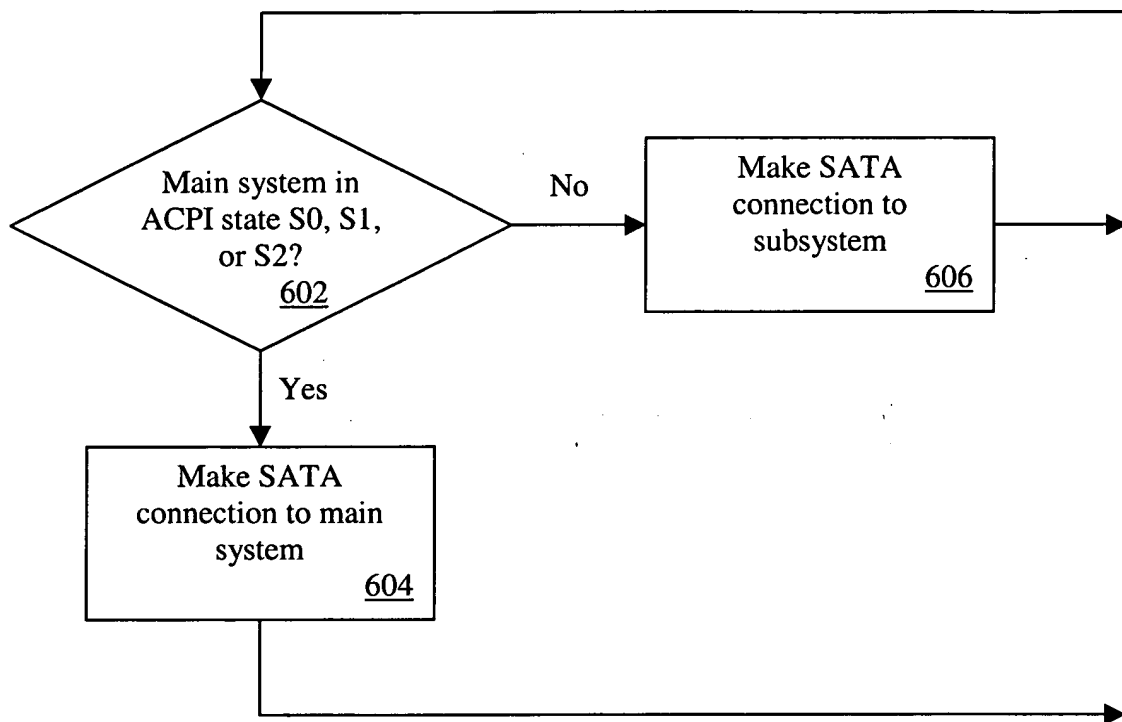 Main system in
ACPI state S0, S1,
or S2?
602
No
Make SATA
connection to
subsystem
606
Yes
Make SATA
connection to main
system
604